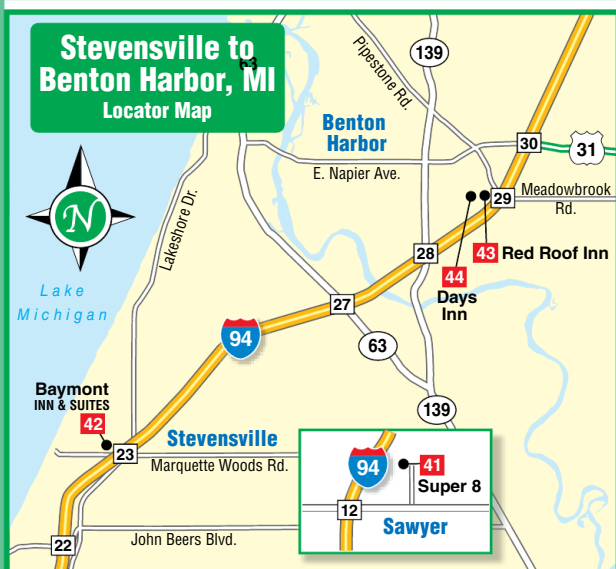 Stevensville to
Benton Harbor, MI
Locator Map
63
139
Pipestone Rd.
Benton
Harbor
30
31
E. Napier Ave.
29
Meadowbrook
Rd.
Lakeshore Dr.
N
43 Red Roof Inn
28
44
Days
Inn
Lake
Michigan
27
94
63
Baymont
INN & SUITES
42
139
Stevensville
23
Marquette Woods Rd.
94
41
Super 8
12
Sawyer
John Beers Blvd.
22